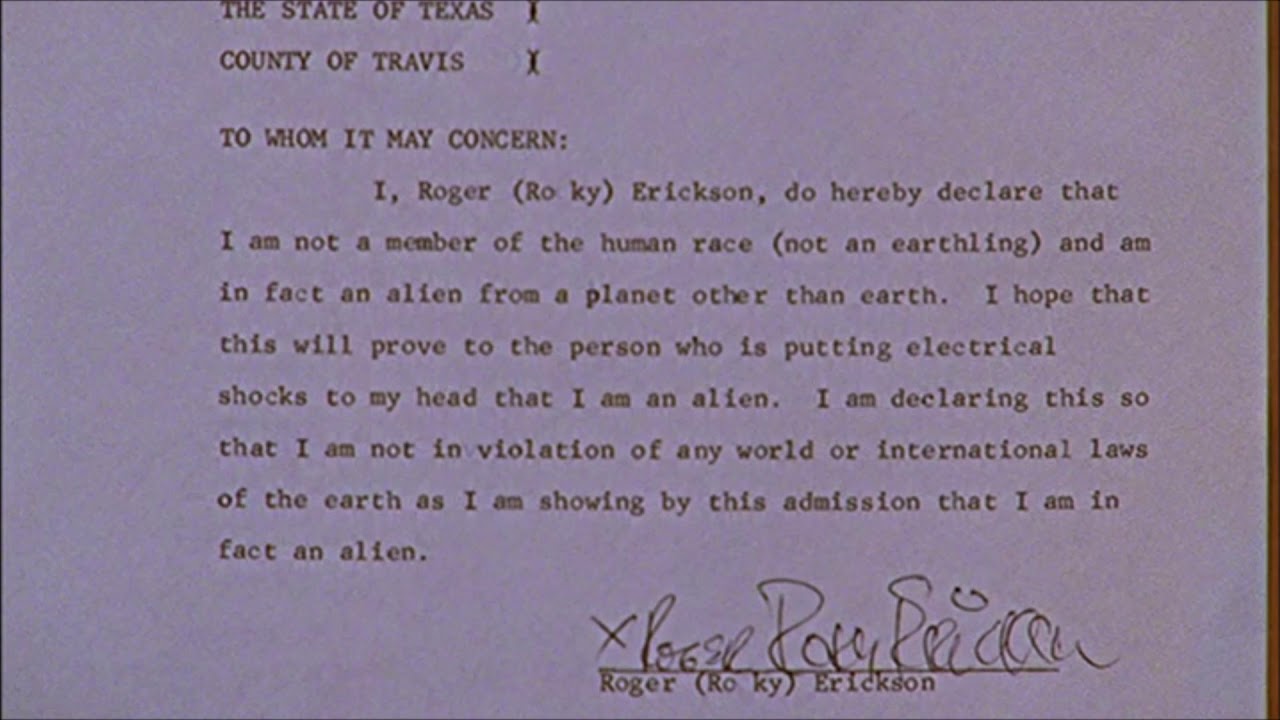 THE STATE OF TEXAS X
COUNTY OF TRAVIS X
TO WHOM IT MAY CONCERN:
I, Roger (Ro ky) Erickson, do hereby declare that
I am not a member of the human race (not an earthling) and am
in fact an alien from a planet other than earth. I hope that
this will prove to the person who is putting electrical
shocks to my head that I am an alien. I am declaring this so
that I am not in violation of any world or international laws
of the earth as I am showing by this admission that I am in
fact an alien.
X Roger Roky Erickson
Roger (Ro ky) Erickson